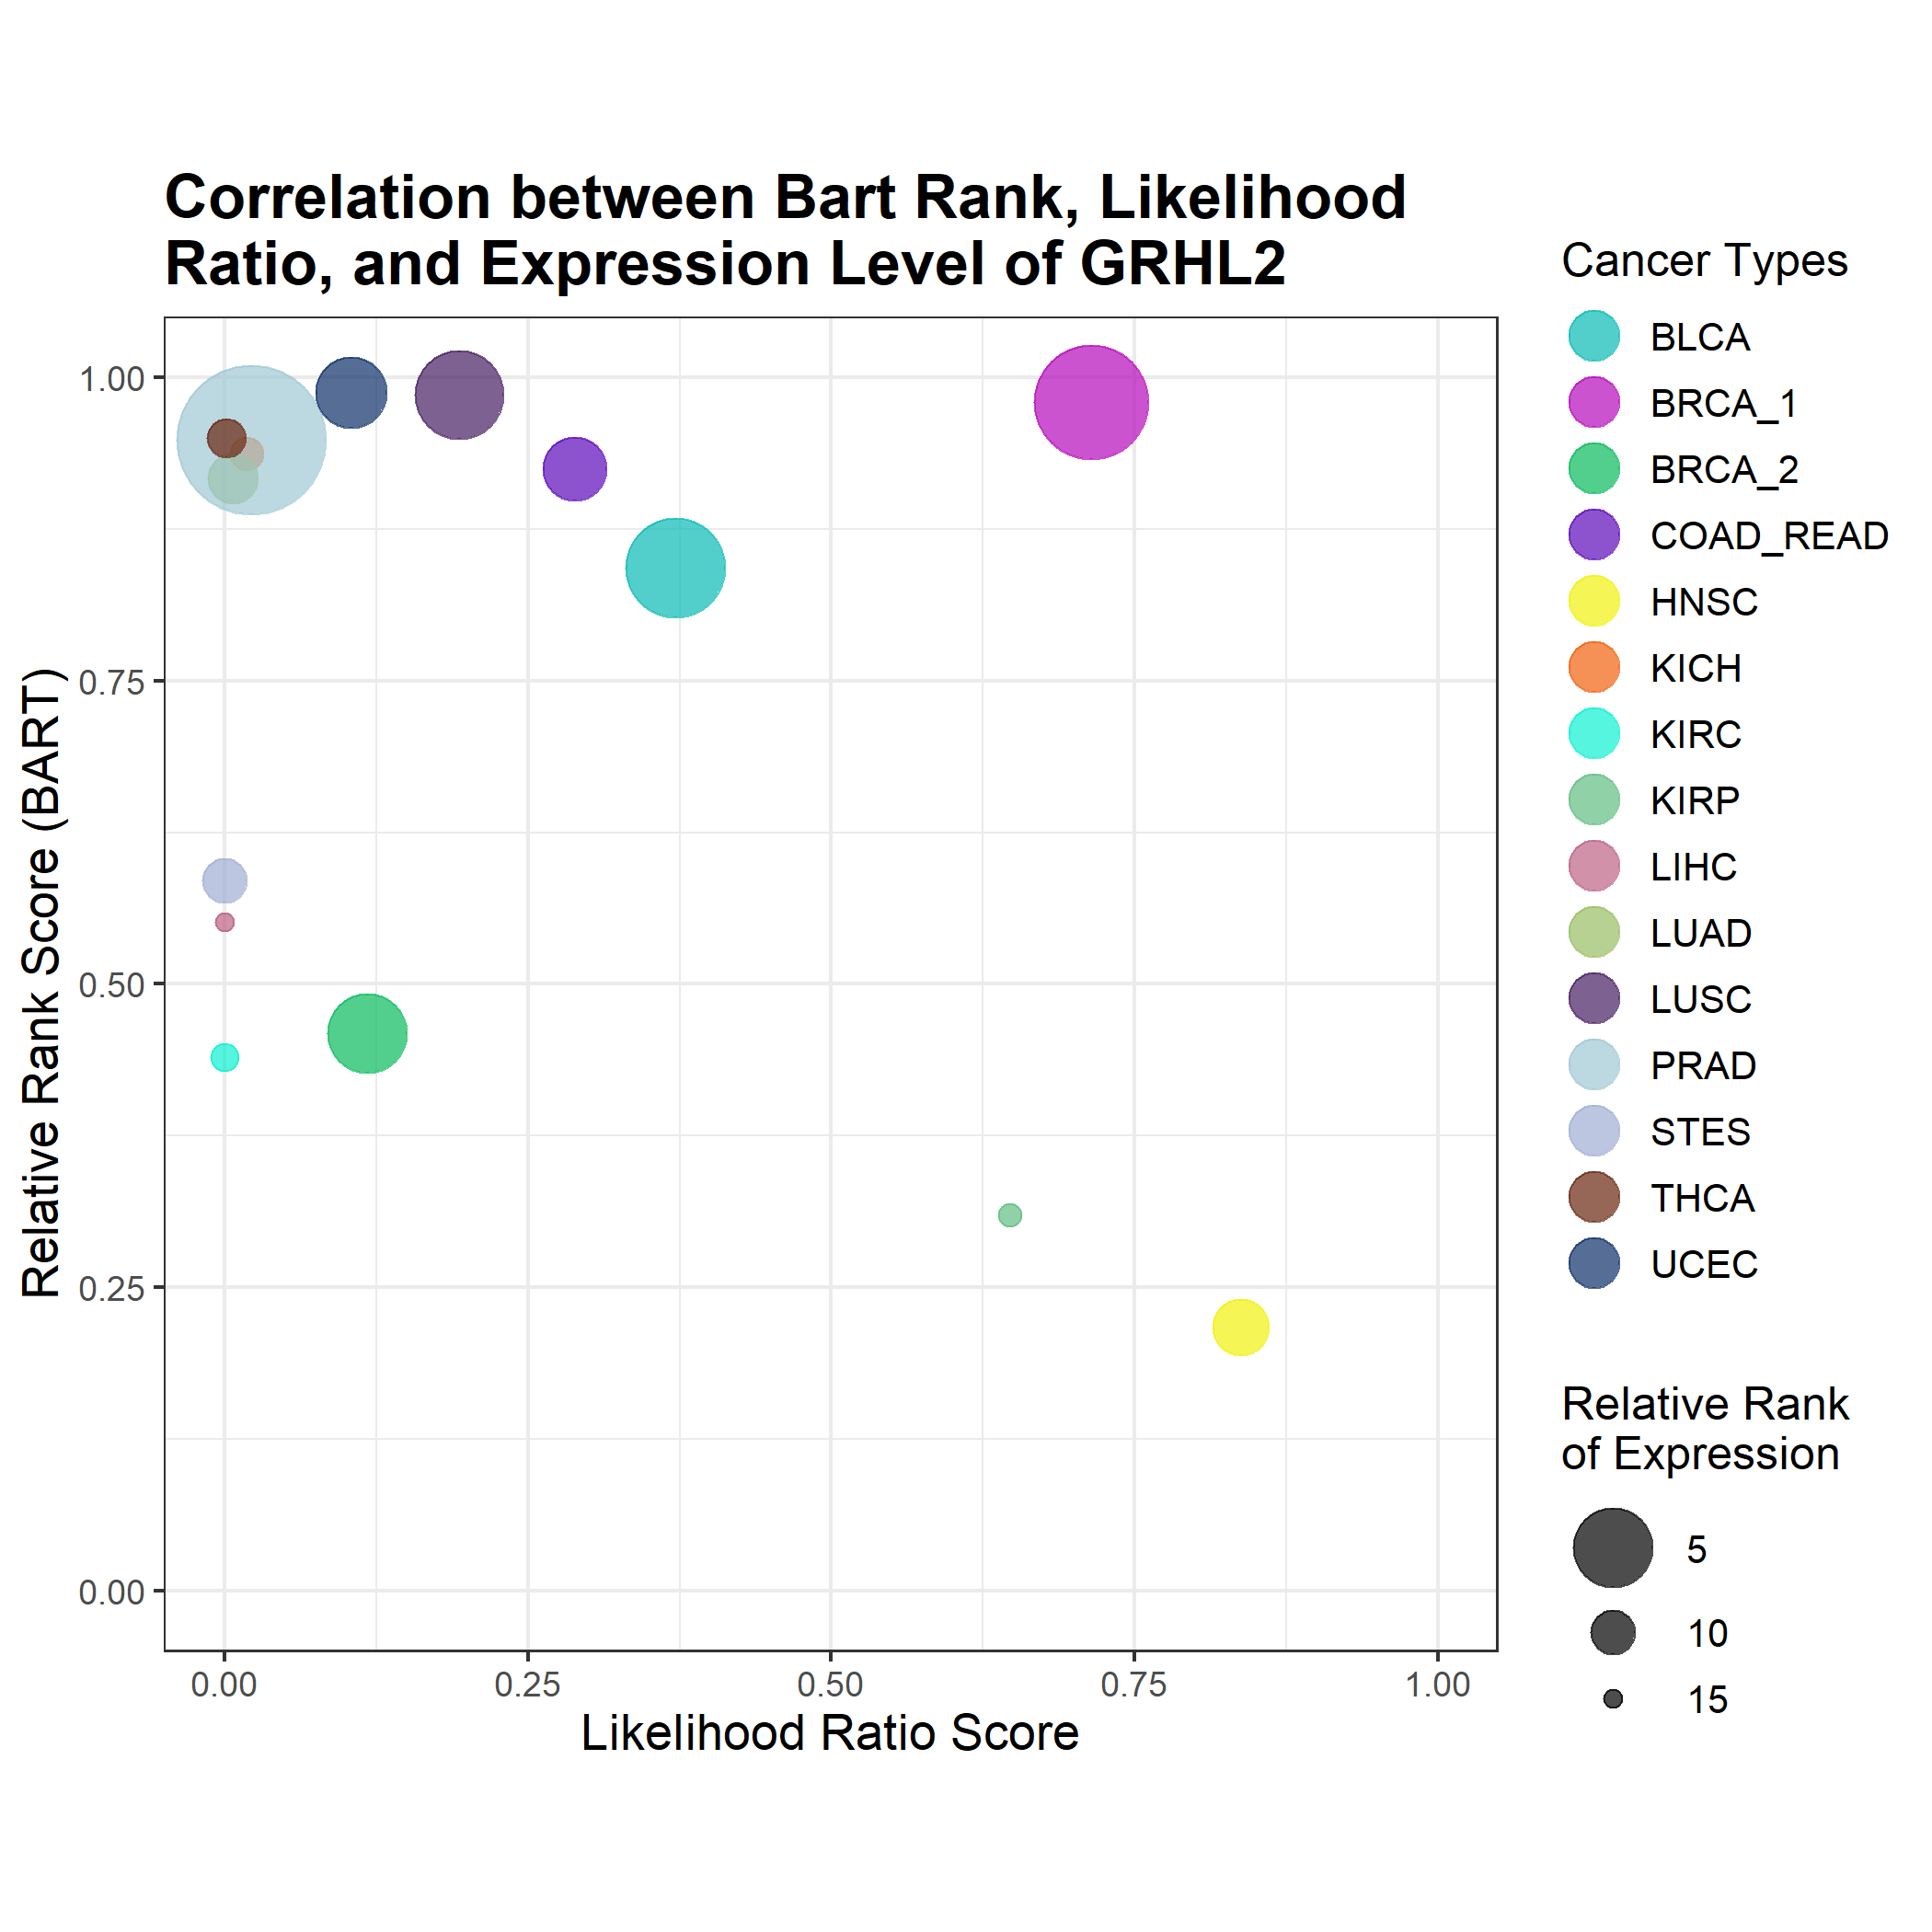 Correlation between Bart Rank, Likelihood
Ratio, and Expression Level of GRHL2
Relative Rank Score (BART)
1.00
0.75
0.50
0.25
0.00
0.00
0.25
0.50
0.75
1.00
Likelihood Ratio Score
Cancer Types
BLCA
BRCA_1
BRCA_2
COAD_READ
HNSC
KICH
KIRC
KIRP
LIHC
LUAD
LUSC
PRAD
STES
THCA
UCEC
Relative Rank
of Expression
5
10
15